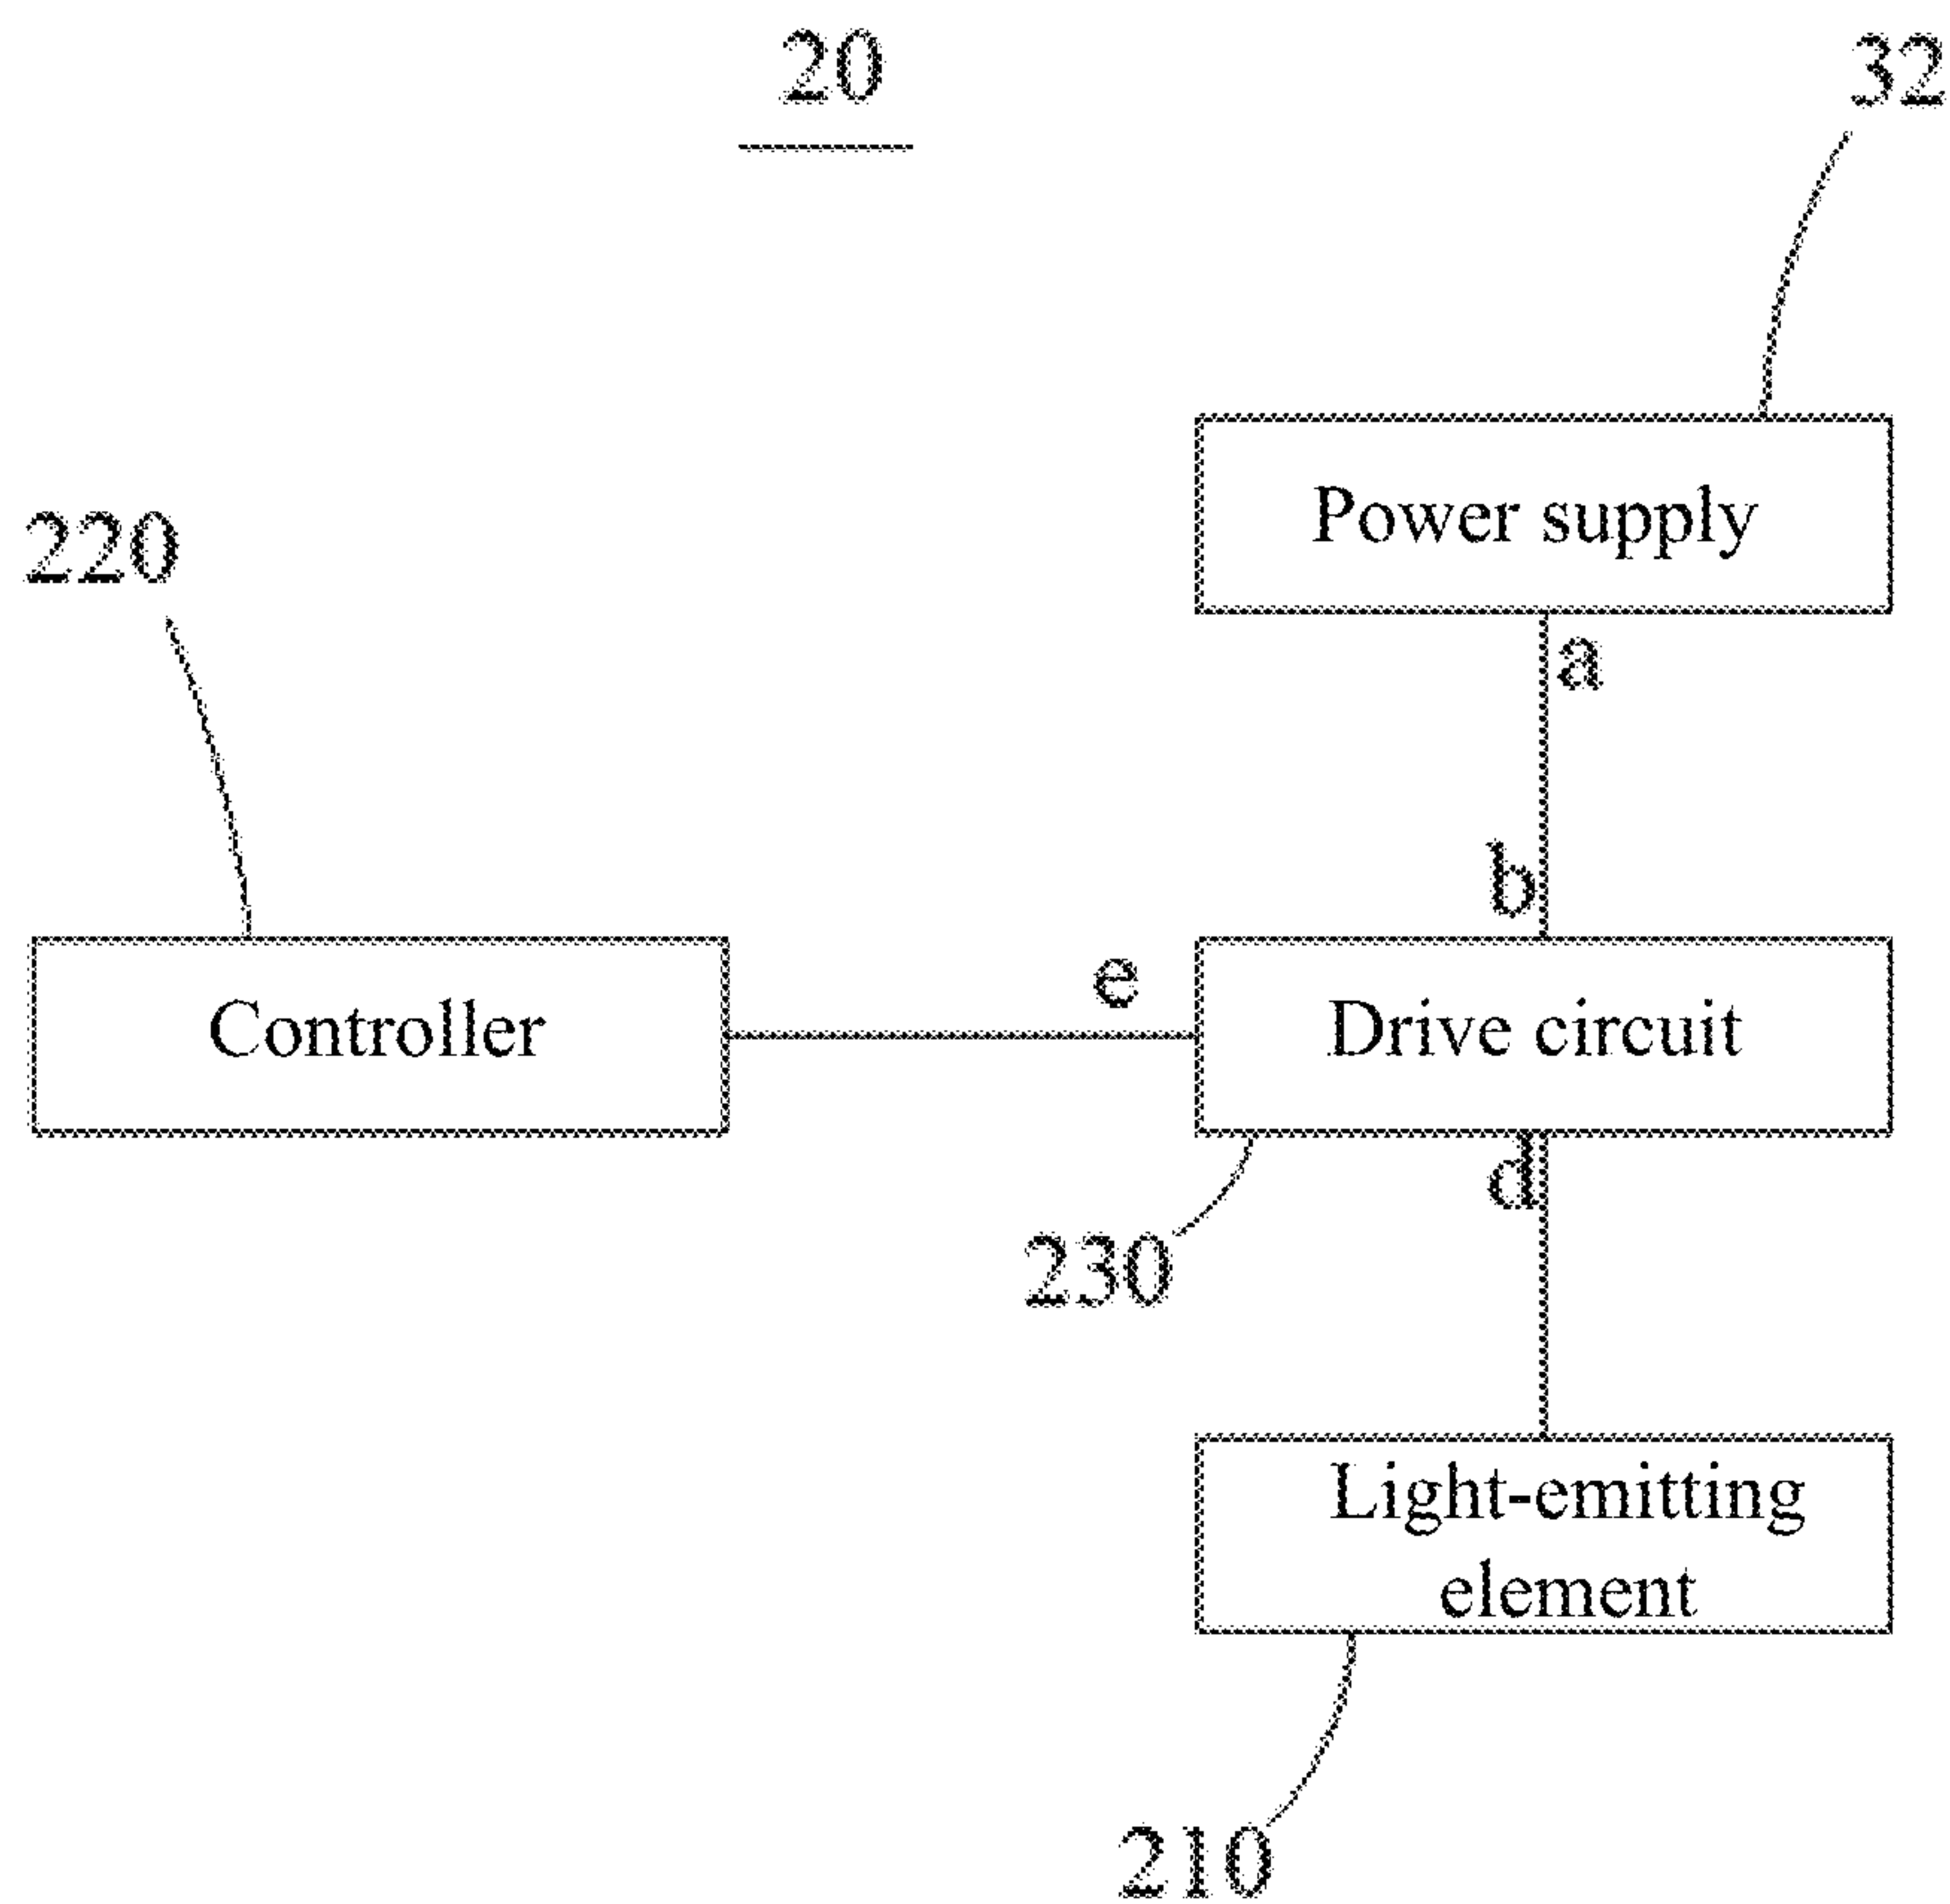 20
32
Power supply
a
220
b
e
Controller
Drive circuit
d
230
Light-emitting
element
210